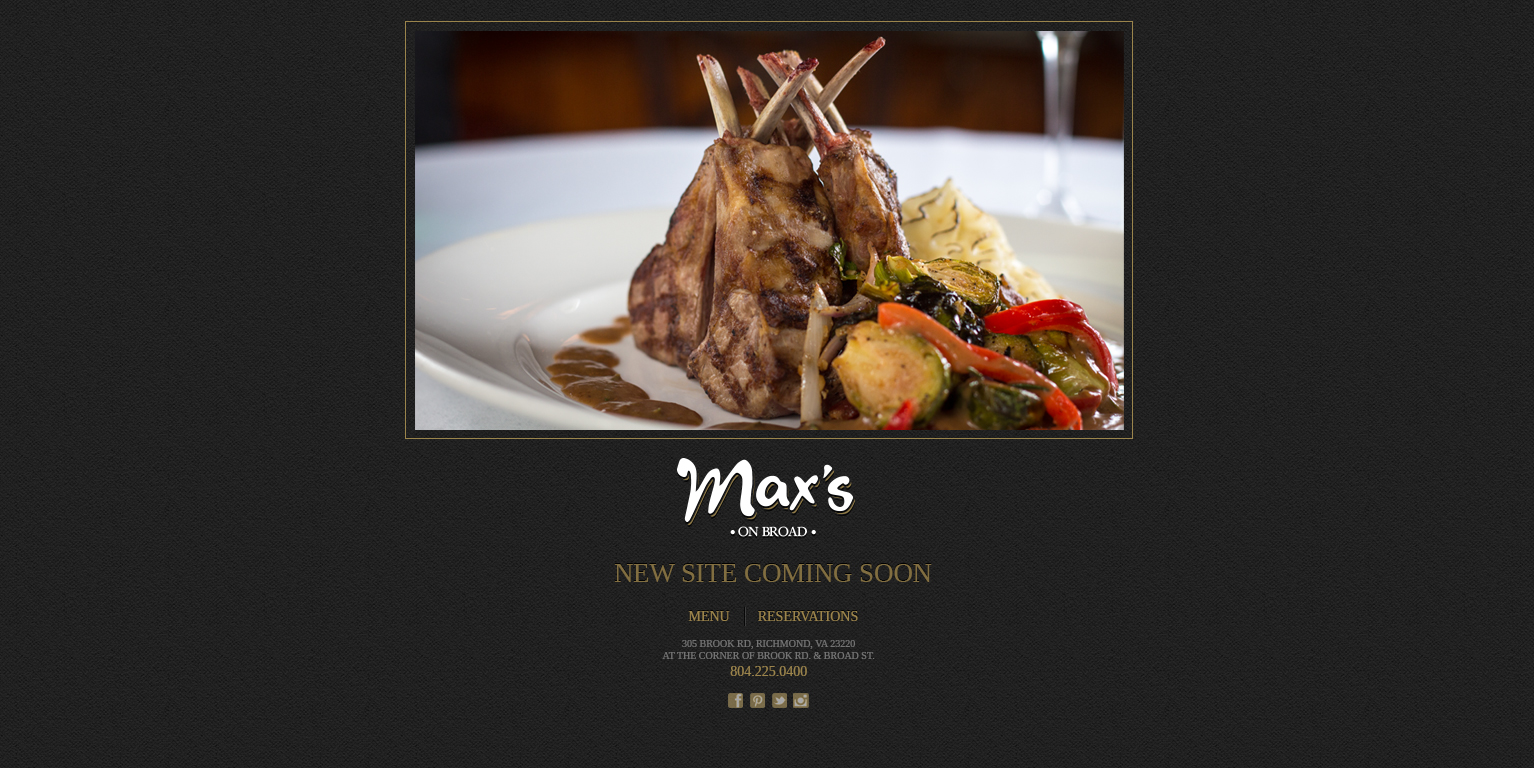 Max's
• ON BROAD •
NEW SITE COMING SOON
MENU
RESERVATIONS
305 BROOK RD, RICHMOND, VA 23220
AT THE CORNER OF BROOK RD. & BROAD ST.
804.225.0400